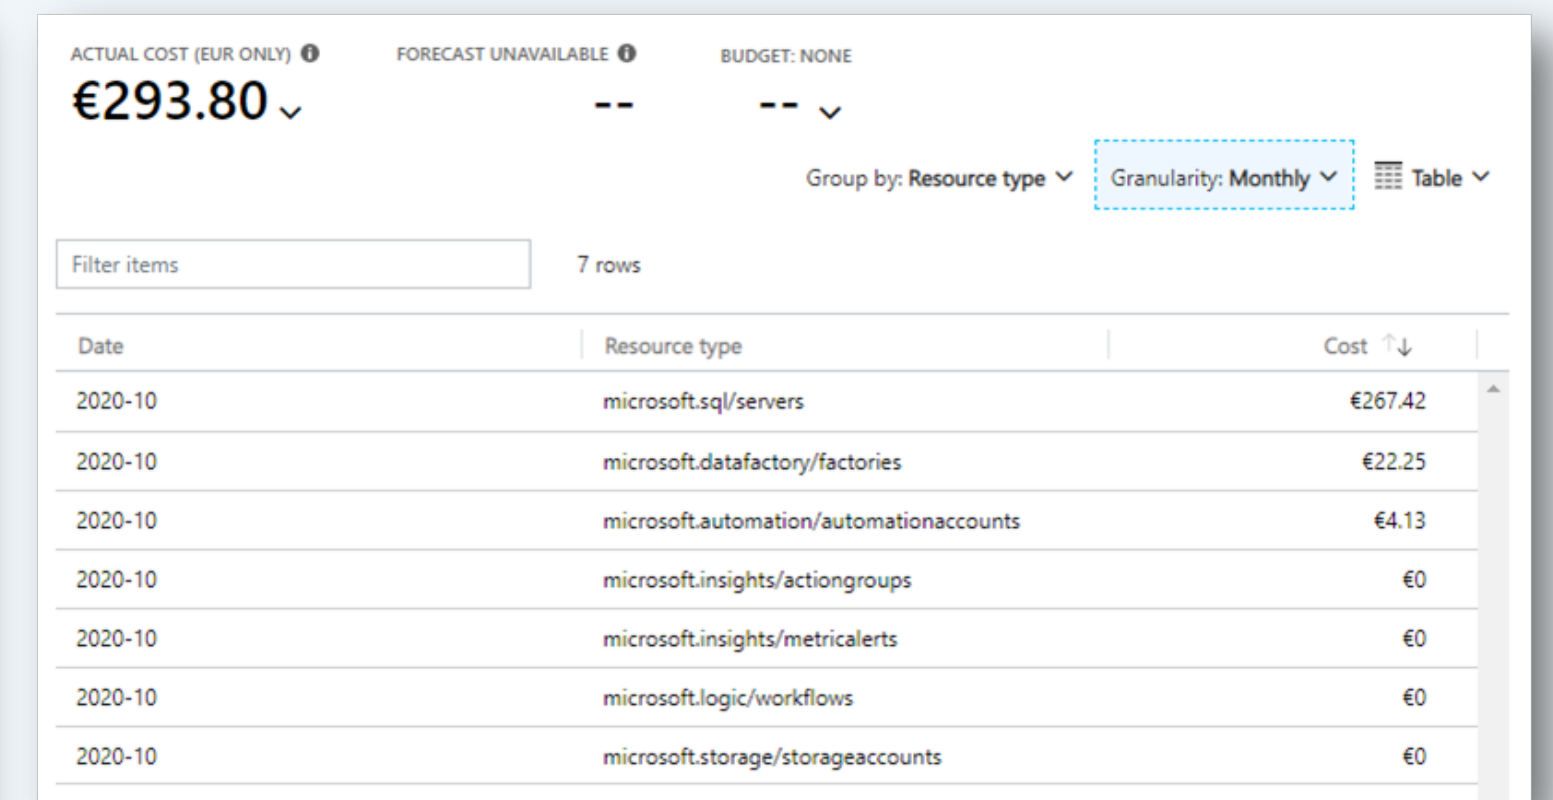 ACTUAL COST (EUR ONLY) FORECAST UNAVAILABLE BUDGET: NONE
€293.80 -- --
Group by: Resource type Granularity: Monthly Table
Filter items 7 rows
Date Resource type Cost ↑↓
2020-10 microsoft.sql/servers €267.42
2020-10 microsoft.datafactory/factories €22.25
2020-10 microsoft.automation/automationaccounts €4.13
2020-10 microsoft.insights/actiongroups €0
2020-10 microsoft.insights/metricalerts €0
2020-10 microsoft.logic/workflows €0
2020-10 microsoft.storage/storageaccounts €0